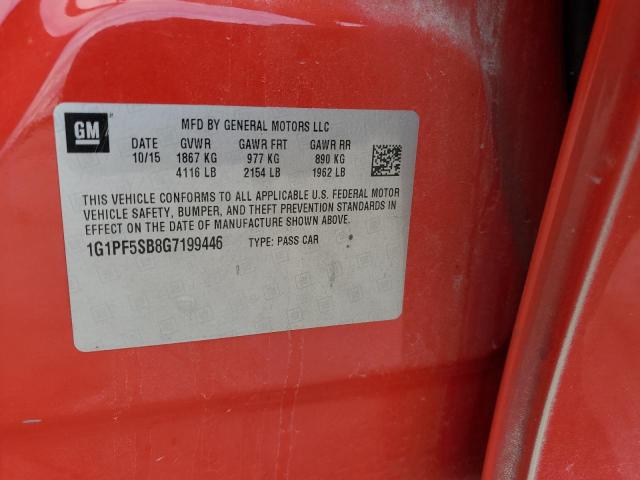 GM
MFD BY GENERAL MOTORS LLC
DATE GVWR GAWR FRT GAWR RR
10/15 1867 KG 977 KG 890 KG
4116 LB 2154 LB 1962 LB
THIS VEHICLE CONFORMS TO ALL APPLICABLE U.S. FEDERAL MOTOR
VEHICLE SAFETY, BUMPER, AND THEFT PREVENTION STANDARDS IN
EFFECT ON THE DATE OF MANUFACTURE SHOWN ABOVE.
1G1PF5SB8G7199446 TYPE: PASS CAR